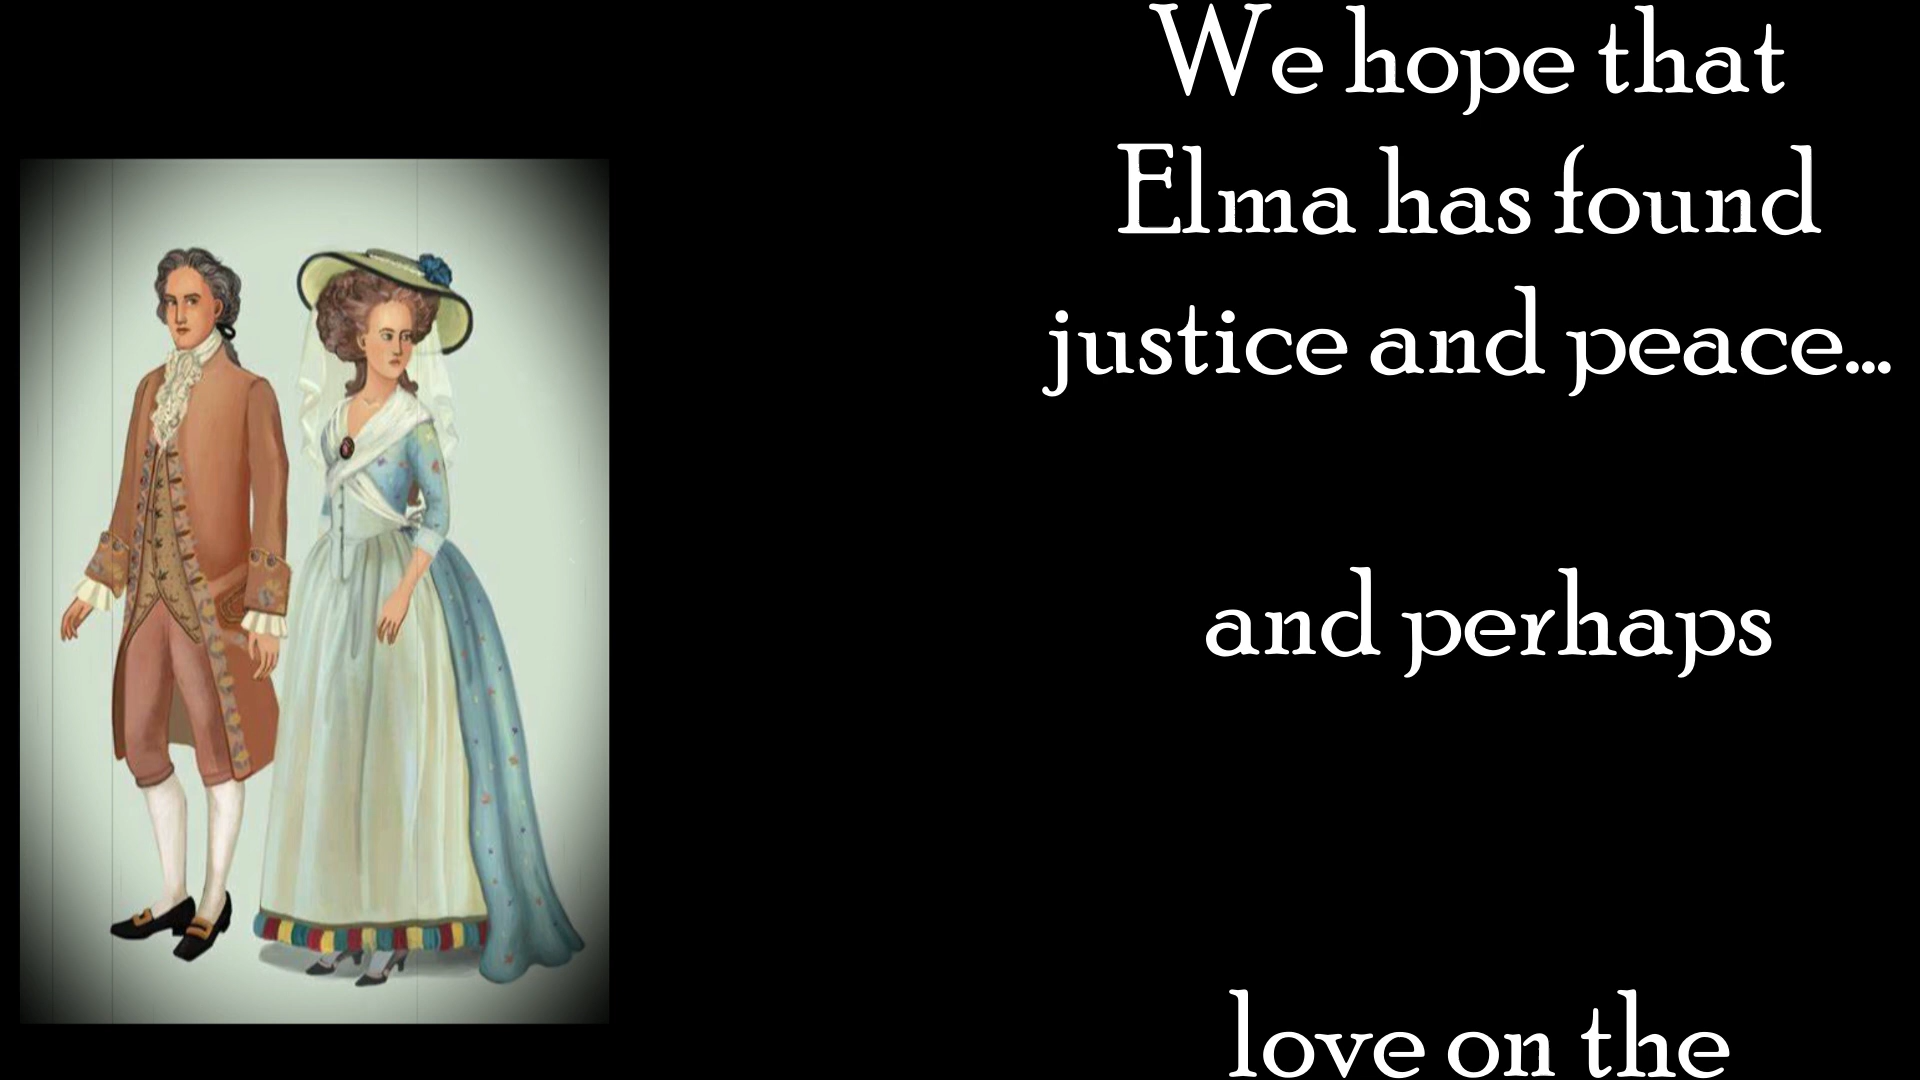 We hope that
Elma has found
justice and peace...
and perhaps
love on the